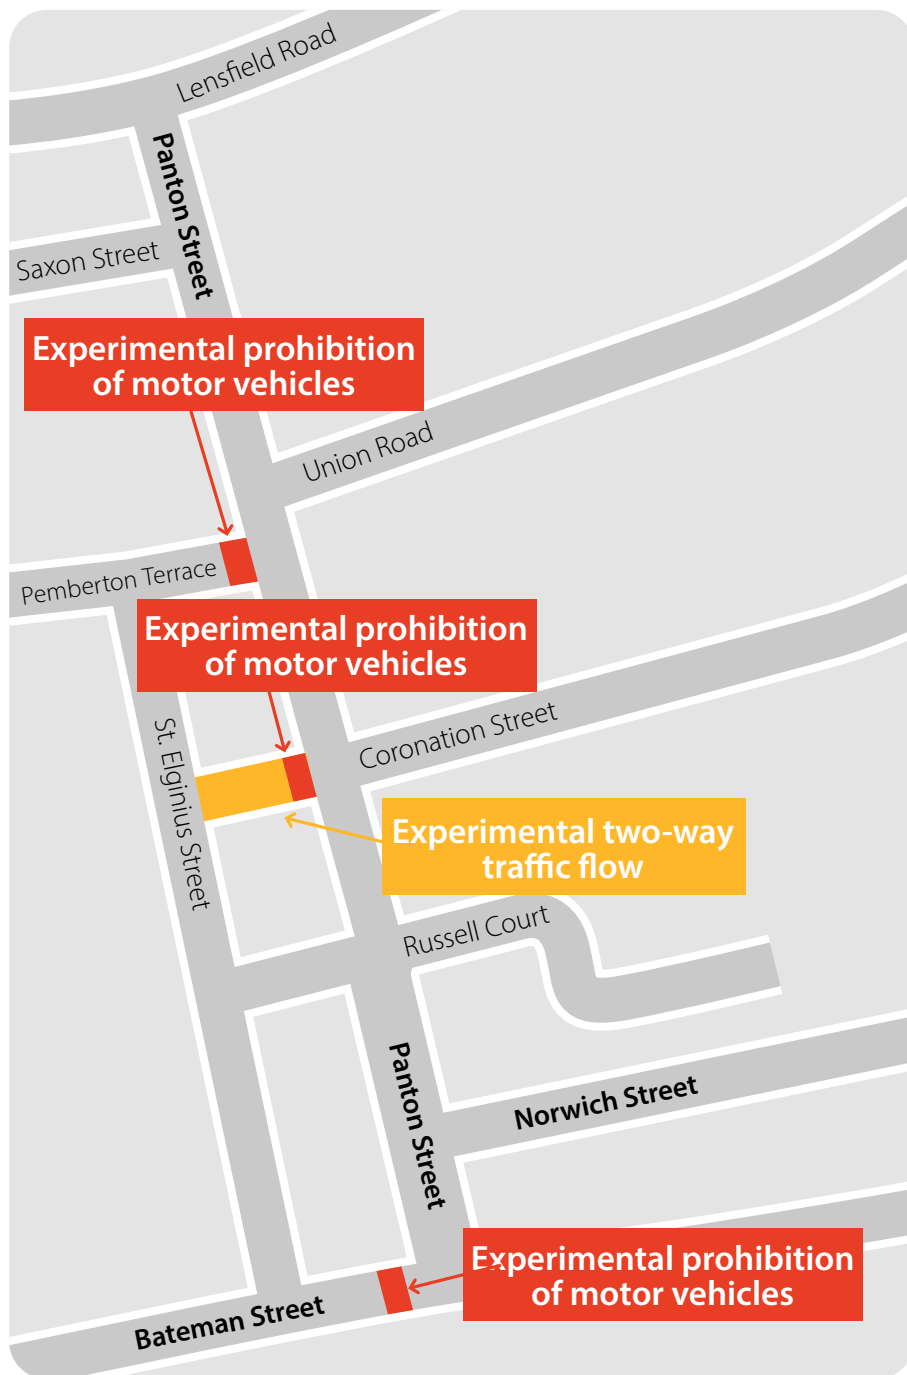 Lensfield Road
Panton Street
Saxon Street
Experimental prohibition
of motor vehicles
Union Road
Pemberton Terrace
Experimental prohibition
of motor vehicles
St. Elginius Street
Coronation Street
Experimental two-way
traffic flow
Russell Court
Panton Street
Norwich Street
Experimental prohibition
of motor vehicles
Bateman Street